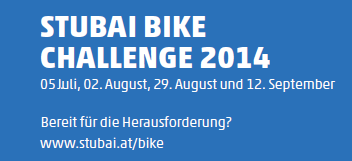 STUBAI BIKE
CHALLENGE 2014
05.Juli, 02. August, 29. August und 12. September
Bereit für die Herausforderung?
www.stubai.at/bike